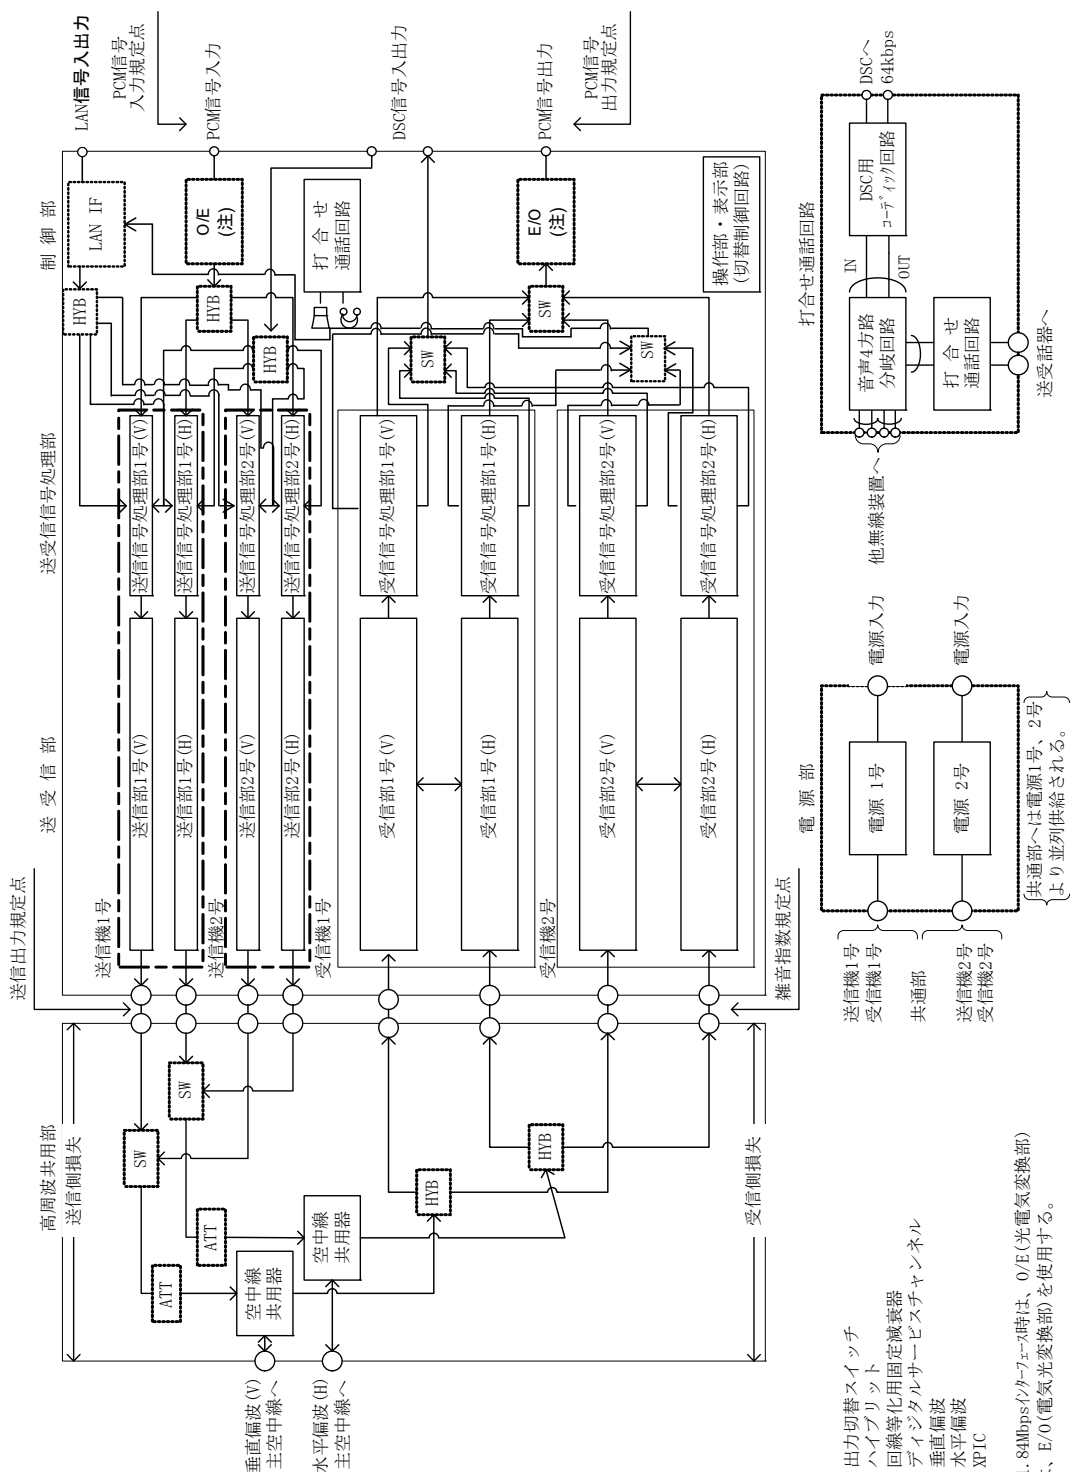 高周波共用部
送信側損失
受信側損失
送信出力規定点
雑音指数規定点
送 受 信 部
送受信信号処理部
制 御 部
LAN信号入出力
PCM信号
入力規定点
PCM信号入力
DSC信号入出力
PCM信号出力
PCM信号
出力規定点
垂直偏波(V)
主空中線へ
水平偏波(H)
主空中線へ
SW
SW
ATT
ATT
空中線
共用器
空中線
共用器
HYB
HYB
送信機1号
送信部1号(V)
送信信号処理部1号(V)
送信部1号(H)
送信信号処理部1号(H)
送信機2号
送信部2号(V)
送信信号処理部2号(V)
送信部2号(H)
送信信号処理部2号(H)
受信機1号
受信部1号(V)
受信信号処理部1号(V)
受信部1号(H)
受信信号処理部1号(H)
受信機2号
受信部2号(V)
受信信号処理部2号(V)
受信部2号(H)
受信信号処理部2号(H)
LAN IF
HYB
O/E
(注)
HYB
HYB
打 合 せ
通話回路
SW
SW
SW
E/O
(注)
操作部・表示部
(切替制御回路)
出力切替スイッチ
ハイブリット
回線等化用固定減衰器
ディジタルサービスチャンネル
垂直偏波
水平偏波
XPIC
.84Mbpsインターフェース時は、O/E(光電気変換部)
、E/O(電気光変換部)を使用する。
電 源 部
送信機1号
受信機1号
共通部
送信機2号
受信機2号
電源 1号
電源 2号
電源入力
電源入力
共通部へは電源1号、2号
より並列供給される。
打合せ通話回路
他無線装置へ
音声4方路
分岐回路
IN
OUT
DSC用
コーディック回路
DSCへ
64kbps
打 合 せ
通話回路
送受話器へ